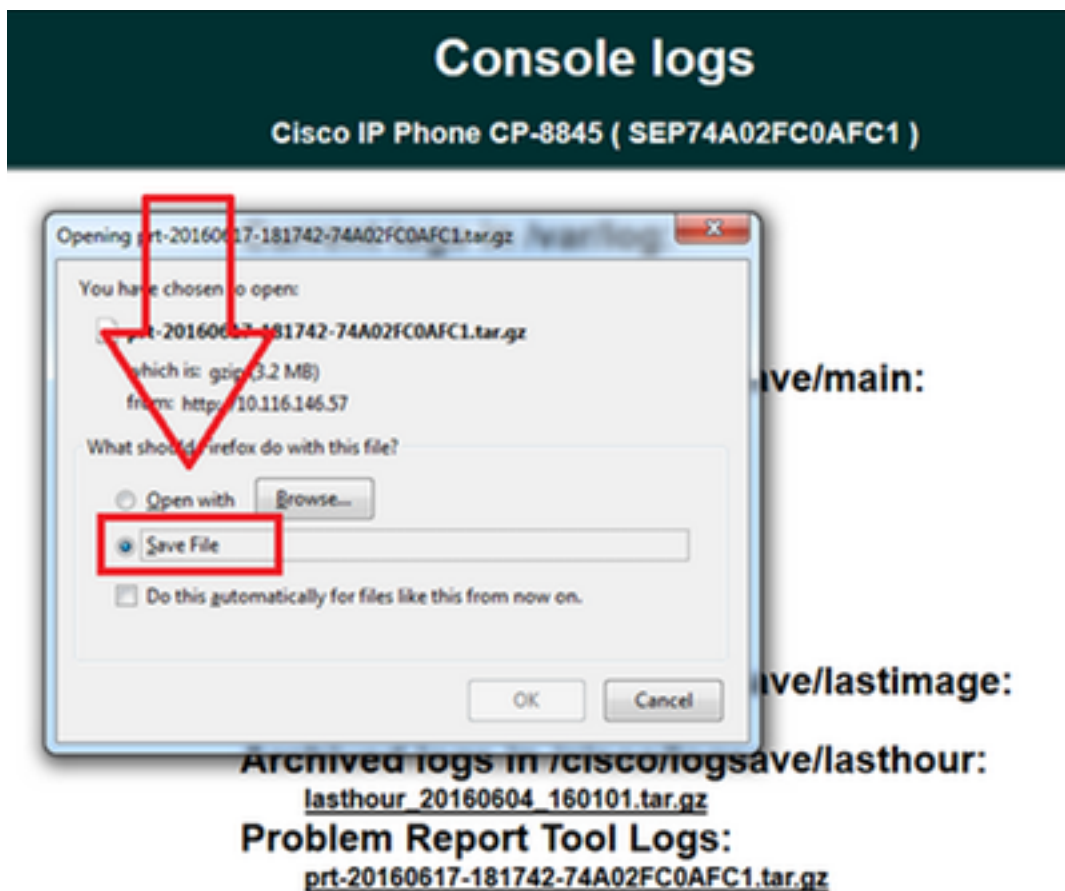 Console logs
Cisco IP Phone CP-8845 ( SEP74A02FC0AFC1 )
Opening prt-20160617-181742-74A02FC0AFC1.tar.gz
/var/log:
You have chosen to open:
prt-20160617-181742-74A02FC0AFC1.tar.gz
which is: gzip (3.2 MB)
from: http://10.116.146.57
ave/main:
What should Firefox do with this file?
Open with
Browse...
Save File
Do this automatically for files like this from now on.
ave/lastimage:
OK
Cancel
Archived logs in /cisco/logsave/lasthour:
lasthour_20160604_160101.tar.gz
Problem Report Tool Logs:
prt-20160617-181742-74A02FC0AFC1.tar.gz